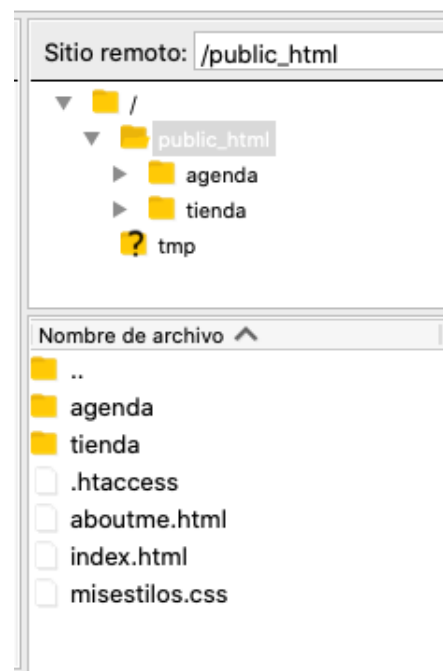 Sitio remoto: /public_html
/
public_html
agenda
tienda
? tmp
Nombre de archivo
..
agenda
tienda
.htaccess
aboutme.html
index.html
misestilos.css